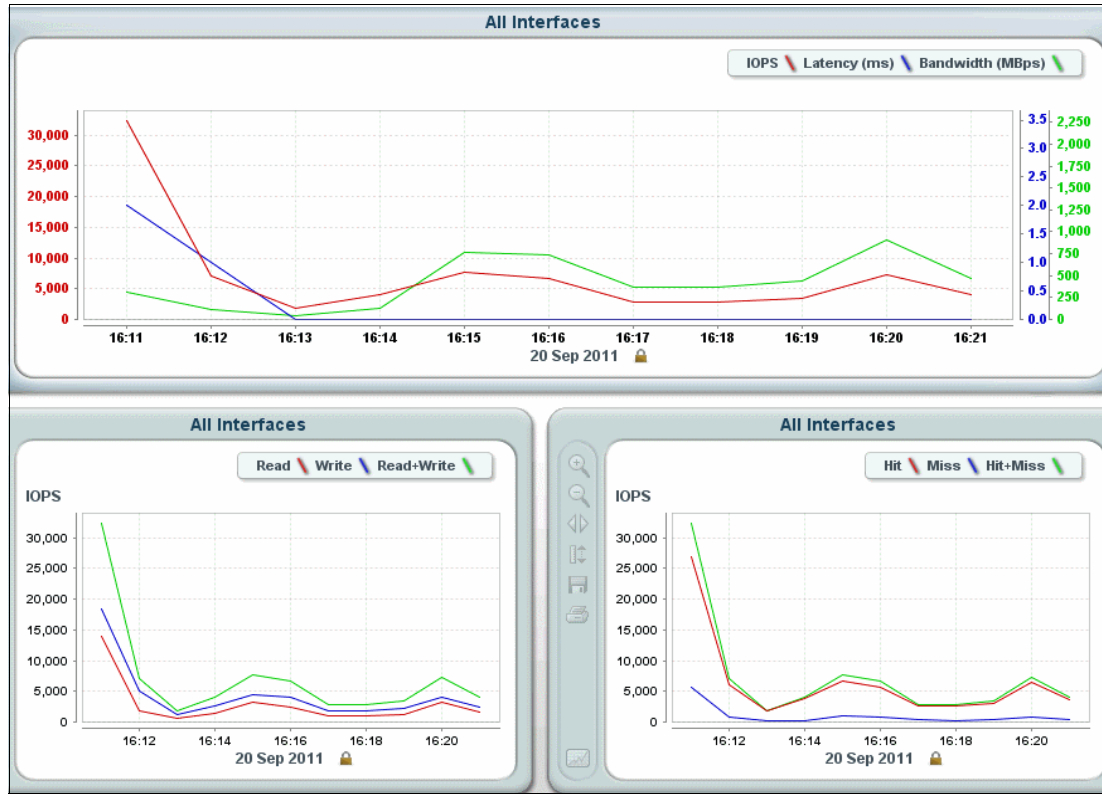 All Interfaces
IOPS Latency (ms) Bandwidth (MBps)
30,000
25,000
20,000
15,000
10,000
5,000
0
3.5
3.0
2.5
2.0
1.5
1.0
0.5
0.0
2,250
2,000
1,750
1,500
1,250
1,000
750
500
250
0
16:11 16:12 16:13 16:14 16:15 16:16 16:17 16:18 16:19 16:20 16:21
20 Sep 2011
All Interfaces
Read Write Read+Write
IOPS
30,000
25,000
20,000
15,000
10,000
5,000
0
16:12 16:14 16:16 16:18 16:20
20 Sep 2011
All Interfaces
Hit Miss Hit+Miss
IOPS
30,000
25,000
20,000
15,000
10,000
5,000
0
16:12 16:14 16:16 16:18 16:20
20 Sep 2011